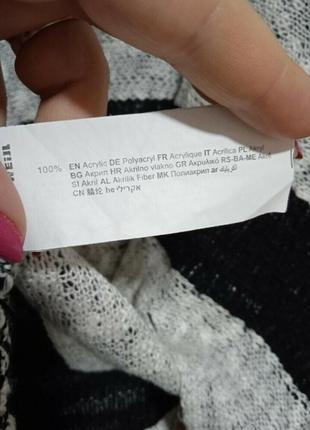 100% EN Acrylic DE Polyacryl FR Acrylique IT Acrilica PL Akryl
BG Акрил HR Akrilno vlakno GR Ακρυλικό RS-BA-ME Akril
SI Akril AL Akrilik Fiber MK Полиакрил ar اكريليك
CN 腈纶 he אקרילי